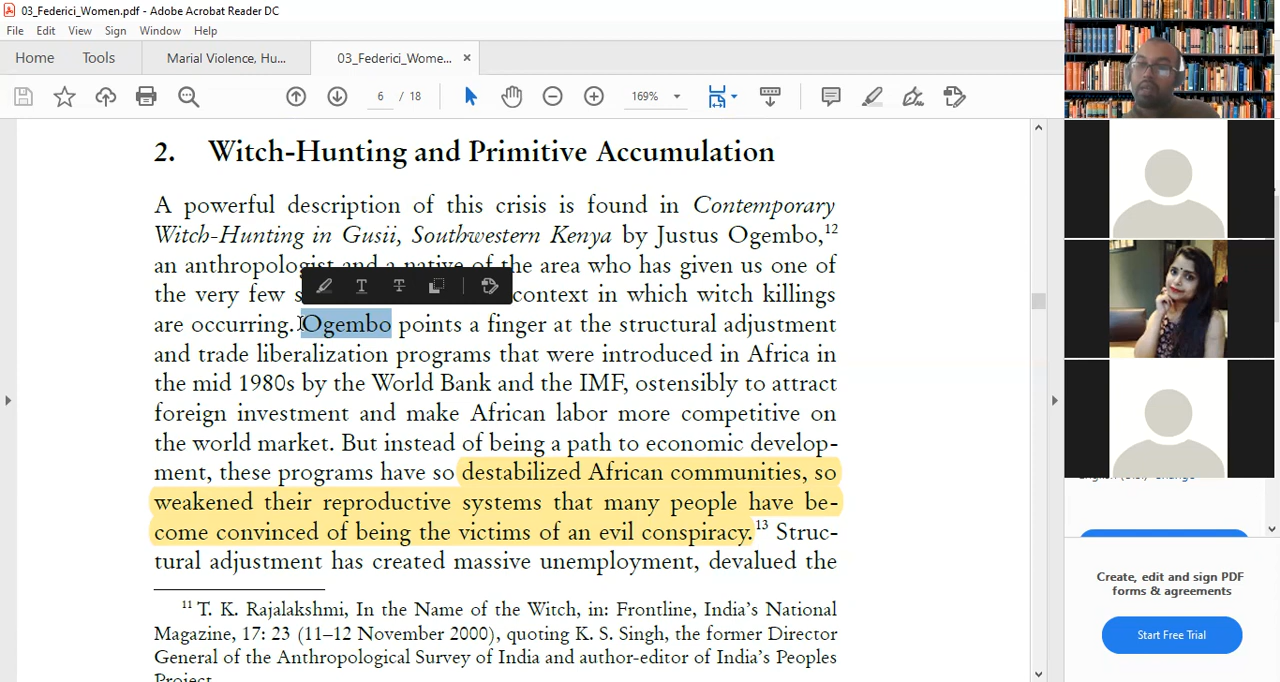 03_Federici_Women.pdf - Adobe Acrobat Reader DC
File Edit View Sign Window Help
Home Tools Marial Violence, Hu... 03_Federici_Wome... ×
6 / 18 169%
2. Witch-Hunting and Primitive Accumulation
A powerful description of this crisis is found in Contemporary
Witch-Hunting in Gusii, Southwestern Kenya by Justus Ogembo,12
an anthropologist and a native of the area who has given us one of
the very few s context in which witch killings
are occurring. Ogembo points a finger at the structural adjustment
and trade liberalization programs that were introduced in Africa in
the mid 1980s by the World Bank and the IMF, ostensibly to attract
foreign investment and make African labor more competitive on
the world market. But instead of being a path to economic develop-
ment, these programs have so destabilized African communities, so
weakened their reproductive systems that many people have be-
come convinced of being the victims of an evil conspiracy.13 Struc-
tural adjustment has created massive unemployment, devalued the
11 T. K. Rajalakshmi, In the Name of the Witch, in: Frontline, India's National
Magazine, 17: 23 (11–12 November 2000), quoting K. S. Singh, the former Director
General of the Anthropological Survey of India and author-editor of India's Peoples
Project.
Change
Create, edit and sign PDF
forms & agreements
Start Free Trial